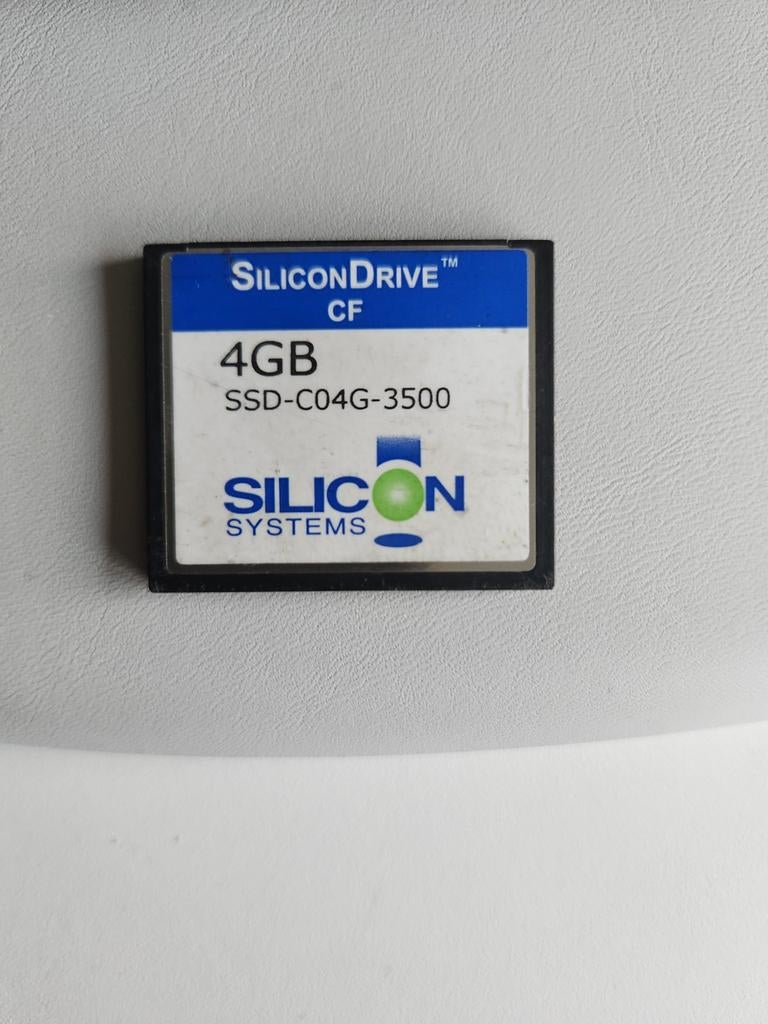 SILICONDRIVE™
CF
4GB
SSD-C04G-3500
SILICON
SYSTEMS